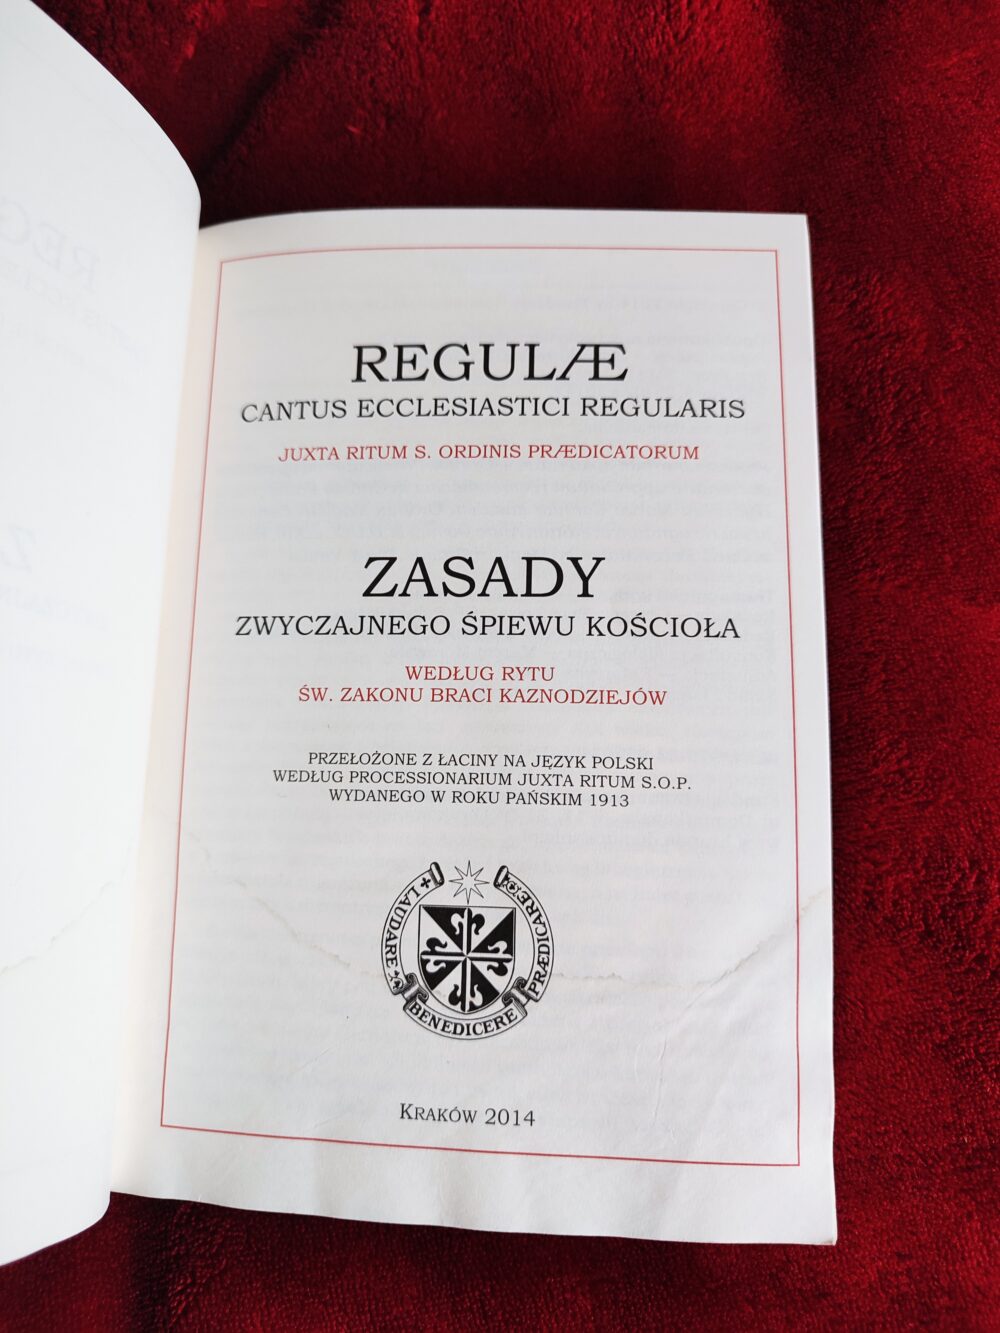 REGULÆ
CANTUS ECCLESIASTICI REGULARIS
JUXTA RITUM S. ORDINIS PRÆDICATORUM
ZASADY
ZWYCZAJNEGO ŚPIEWU KOŚCIOŁA
WEDŁUG RYTU
ŚW. ZAKONU BRACI KAZNODZIEJÓW
PRZEŁOŻONE Z ŁACINY NA JĘZYK POLSKI
WEDŁUG PROCESSIONARIUM JUXTA RITUM S.O.P.
WYDANEGO W ROKU PAŃSKIM 1913
LAUDARE
BENEDICERE
PRÆDICARE
KRAKÓW 2014